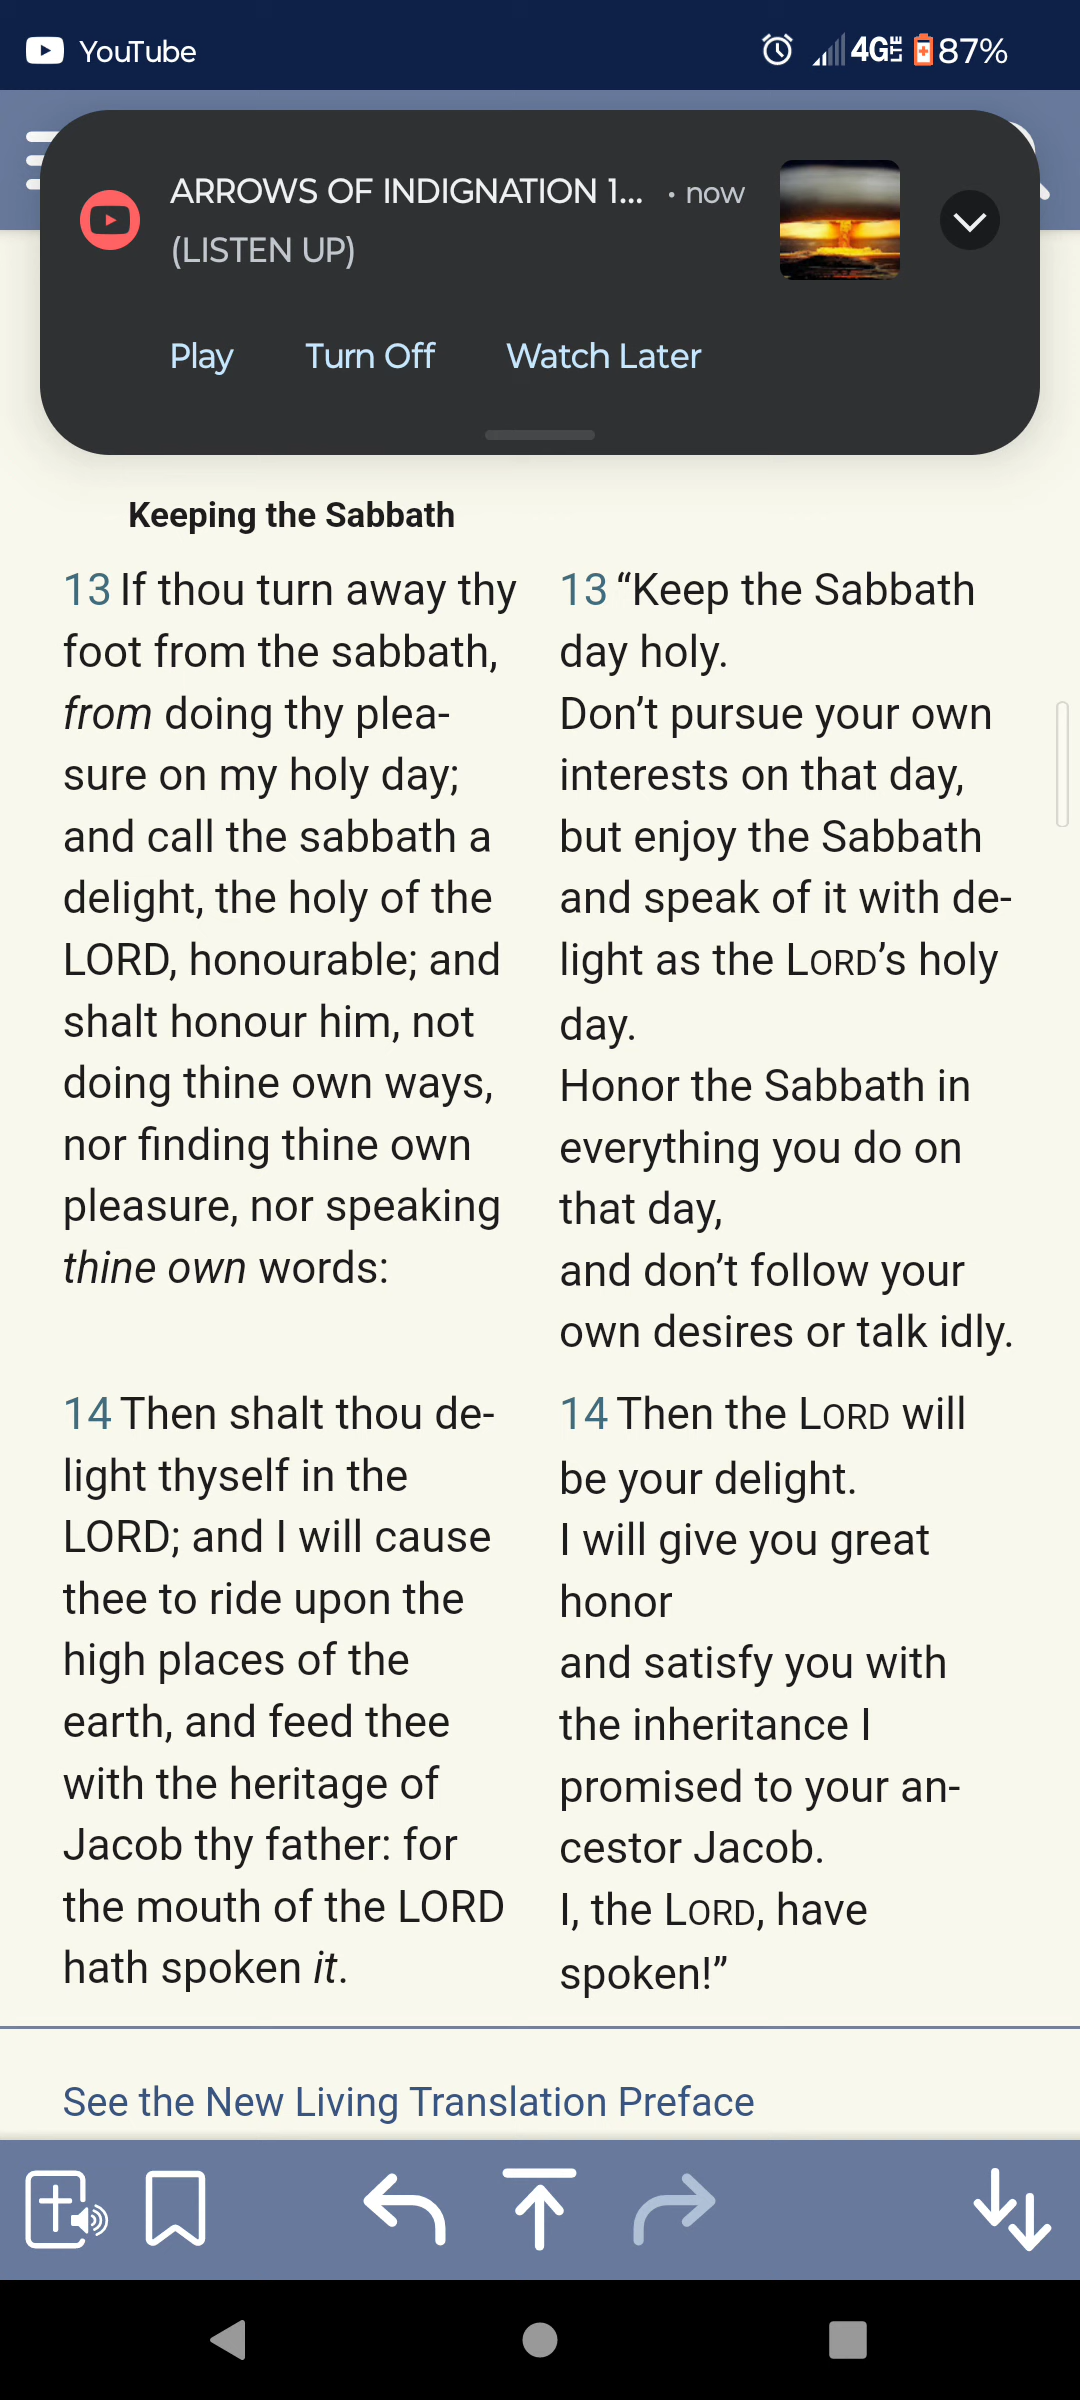 YouTube
4G LTE 87%
ARROWS OF INDIGNATION 1... • now
(LISTEN UP)
Play Turn Off Watch Later
Keeping the Sabbath
13 If thou turn away thy
foot from the sabbath,
from doing thy plea-
sure on my holy day;
and call the sabbath a
delight, the holy of the
LORD, honourable; and
shalt honour him, not
doing thine own ways,
nor finding thine own
pleasure, nor speaking
thine own words:
13 “Keep the Sabbath
day holy.
Don’t pursue your own
interests on that day,
but enjoy the Sabbath
and speak of it with de-
light as the LORD’s holy
day.
Honor the Sabbath in
everything you do on
that day,
and don’t follow your
own desires or talk idly.
14 Then shalt thou de-
light thyself in the
LORD; and I will cause
thee to ride upon the
high places of the
earth, and feed thee
with the heritage of
Jacob thy father: for
the mouth of the LORD
hath spoken it.
14 Then the LORD will
be your delight.
I will give you great
honor
and satisfy you with
the inheritance I
promised to your an-
cestor Jacob.
I, the LORD, have
spoken!”
See the New Living Translation Preface